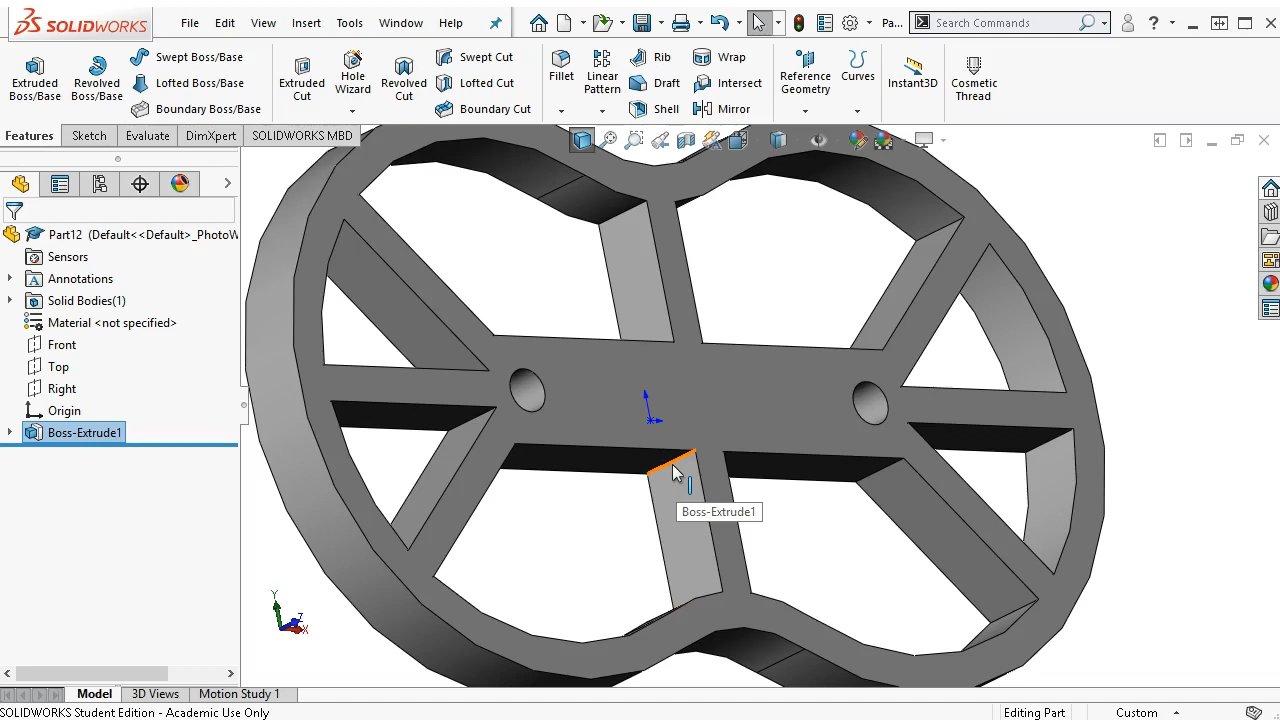 SOLIDWORKS
File Edit View Insert Tools Window Help
Pa... Search Commands
Extruded Boss/Base
Revolved Boss/Base
Swept Boss/Base
Lofted Boss/Base
Boundary Boss/Base
Extruded Cut
Hole Wizard
Revolved Cut
Swept Cut
Lofted Cut
Boundary Cut
Fillet
Linear Pattern
Rib
Draft
Shell
Wrap
Intersect
Mirror
Reference Geometry
Curves
Instant3D
Cosmetic Thread
Features Sketch Evaluate DimXpert SOLIDWORKS MBD
Part12 (Default<<Default>_PhotoW
Sensors
Annotations
Solid Bodies(1)
Material <not specified>
Front
Top
Right
Origin
Boss-Extrude1
Boss-Extrude1
Y
Z
X
Model 3D Views Motion Study 1
SOLIDWORKS Student Edition - Academic Use Only Editing Part Custom